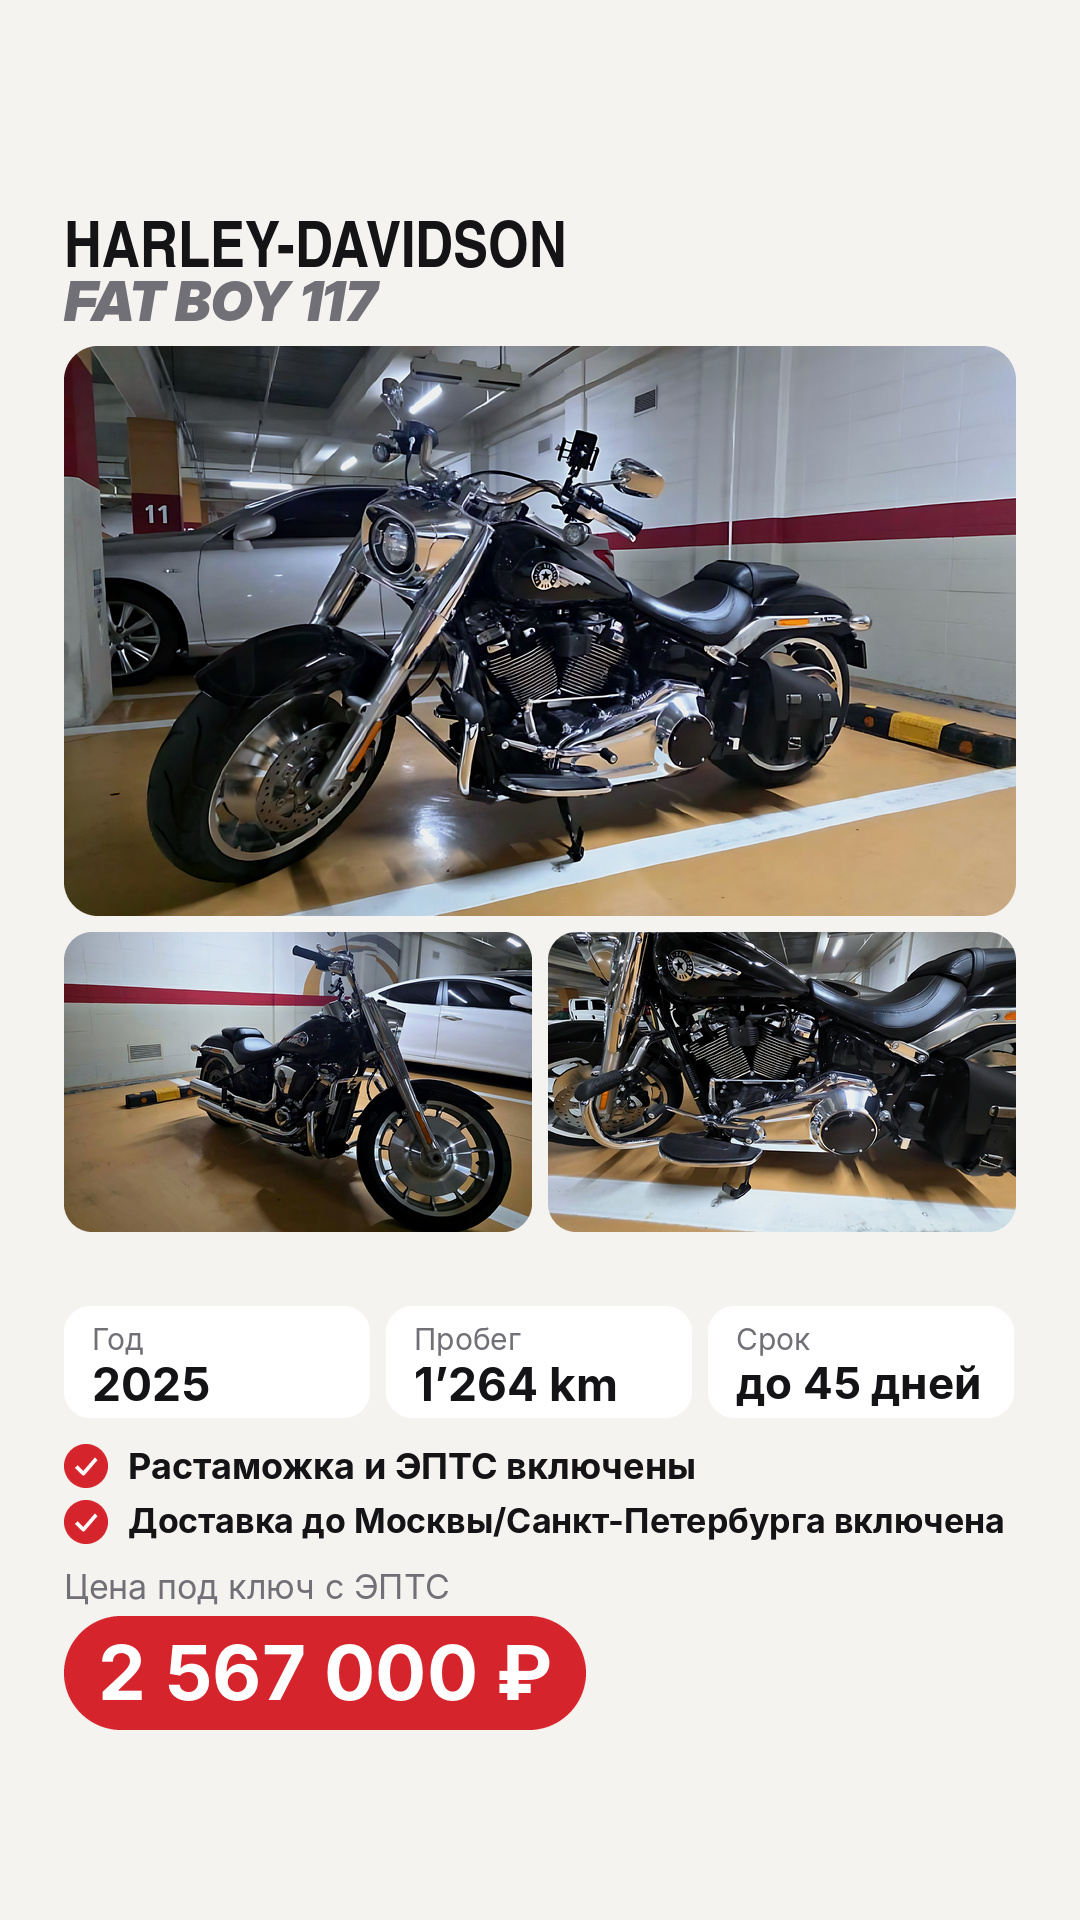 HARLEY-DAVIDSON
FAT BOY 117
11
Год
2025
Пробег
1’264 km
Срок
до 45 дней
Растаможка и ЭПТС включены
Доставка до Москвы/Санкт-Петербурга включена
Цена под ключ с ЭПТС
2 567 000 ₽